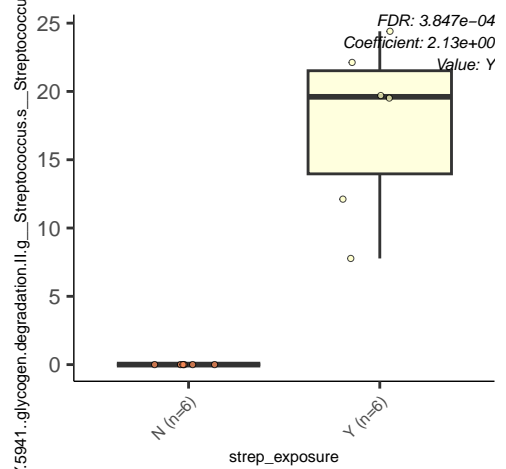 FDR: 3.847e−04
Coefficient: 2.13e+00
Value: Y
25
20
15
10
5
0
.5941..glycogen.degradation.II.g__Streptococcus.s__Streptococcus
N (n=6)
Y (n=6)
strep_exposure